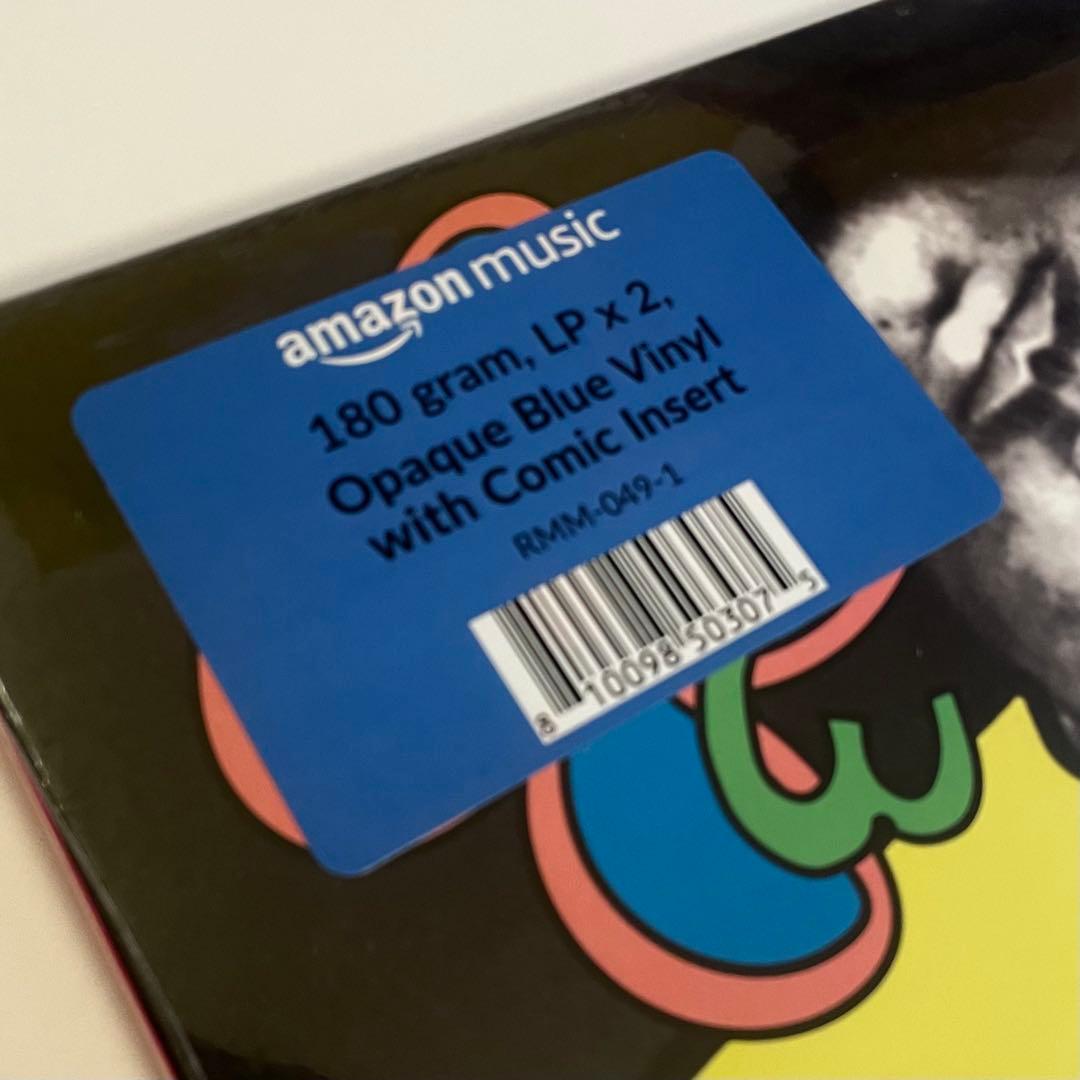 amazon music
180 gram, LP x 2,
Opaque Blue Vinyl
with Comic Insert
RMM-049-1
8 10098 50307 5